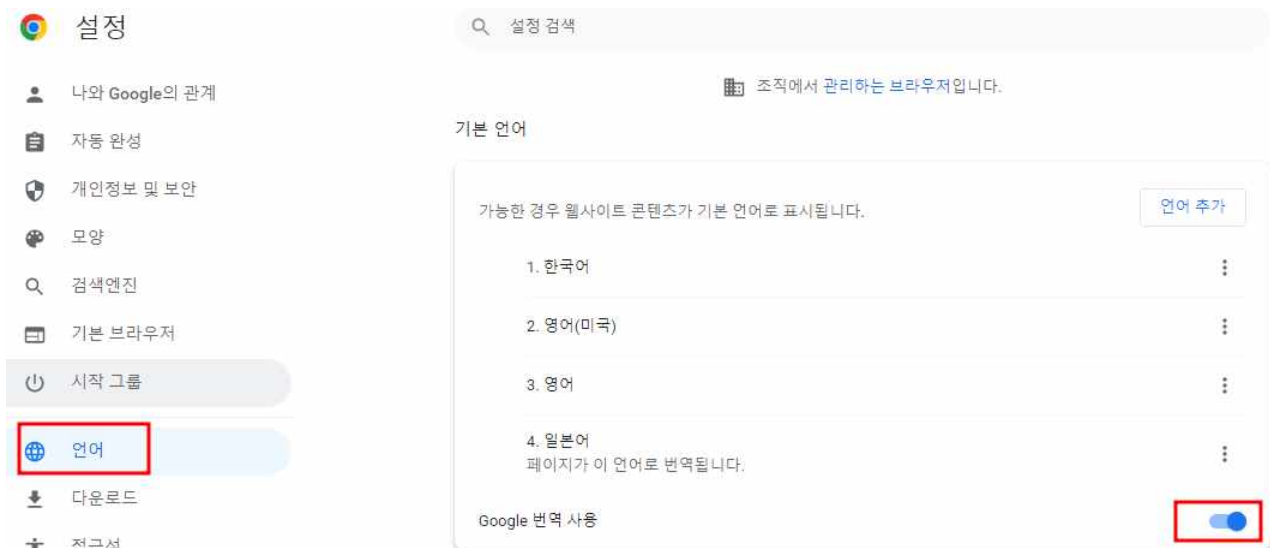 설정
설정 검색
나와 Google의 관계
자동 완성
개인정보 및 보안
모양
검색엔진
기본 브라우저
시작 그룹
언어
다운로드
접근성
조직에서 관리하는 브라우저입니다.
기본 언어
가능한 경우 웹사이트 콘텐츠가 기본 언어로 표시됩니다.
언어 추가
1. 한국어
2. 영어(미국)
3. 영어
4. 일본어
페이지가 이 언어로 번역됩니다.
Google 번역 사용